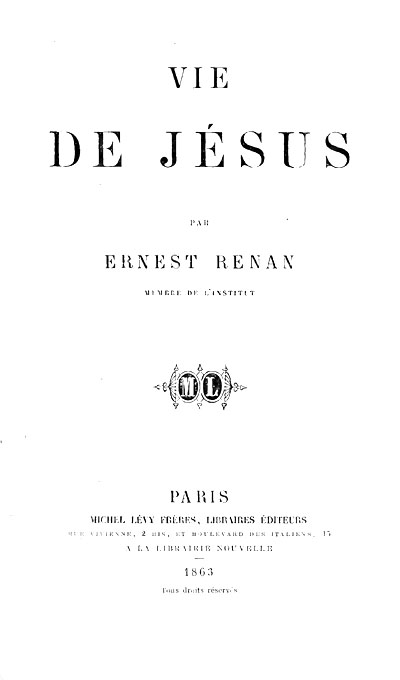 VIE
DE JÉSUS
PAR
ERNEST RENAN
MEMBRE DE L'INSTITUT
ML
PARIS
MICHEL LÉVY FRÈRES, LIBRAIRES ÉDITEURS
RUE VIVIENNE, 2 BIS, ET BOULEVARD DES ITALIENS, 15
A LA LIBRAIRIE NOUVELLE
1863
Tous droits réservés